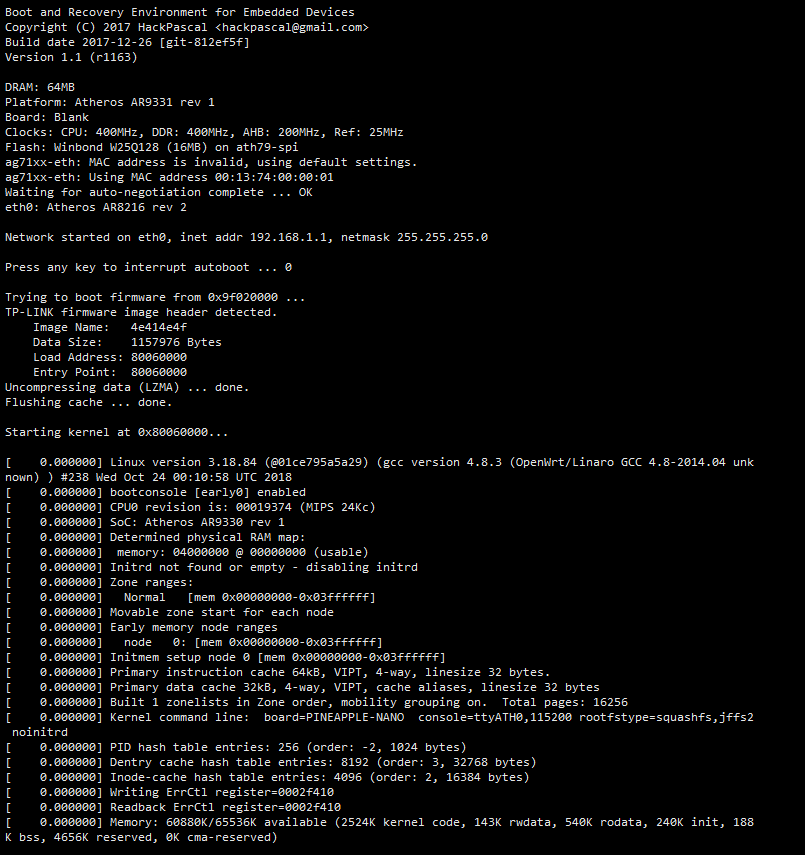 Boot and Recovery Environment for Embedded Devices
Copyright (C) 2017 HackPascal <hackpascal@gmail.com>
Build date 2017-12-26 [git-812ef5f]
Version 1.1 (r1163)
DRAM: 64MB
Platform: Atheros AR9331 rev 1
Board: Blank
Clocks: CPU: 400MHz, DDR: 400MHz, AHB: 200MHz, Ref: 25MHz
Flash: Winbond W25Q128 (16MB) on ath79-spi
ag71xx-eth: MAC address is invalid, using default settings.
ag71xx-eth: Using MAC address 00:13:74:00:00:01
Waiting for auto-negotiation complete ... OK
eth0: Atheros AR8216 rev 2
Network started on eth0, inet addr 192.168.1.1, netmask 255.255.255.0
Press any key to interrupt autoboot ... 0
Trying to boot firmware from 0x9f020000 ...
TP-LINK firmware image header detected.
    Image Name:   4e414e4f
    Data Size:    1157976 Bytes
    Load Address: 80060000
    Entry Point:  80060000
Uncompressing data (LZMA) ... done.
Flushing cache ... done.
Starting kernel at 0x80060000...
[    0.000000] Linux version 3.18.84 (@01ce795a5a29) (gcc version 4.8.3 (OpenWrt/Linaro GCC 4.8-2014.04 unk
nown) ) #238 Wed Oct 24 00:10:58 UTC 2018
[    0.000000] bootconsole [early0] enabled
[    0.000000] CPU0 revision is: 00019374 (MIPS 24Kc)
[    0.000000] SoC: Atheros AR9330 rev 1
[    0.000000] Determined physical RAM map:
[    0.000000]  memory: 04000000 @ 00000000 (usable)
[    0.000000] Initrd not found or empty - disabling initrd
[    0.000000] Zone ranges:
[    0.000000]   Normal   [mem 0x00000000-0x03ffffff]
[    0.000000] Movable zone start for each node
[    0.000000] Early memory node ranges
[    0.000000]   node   0: [mem 0x00000000-0x03ffffff]
[    0.000000] Initmem setup node 0 [mem 0x00000000-0x03ffffff]
[    0.000000] Primary instruction cache 64kB, VIPT, 4-way, linesize 32 bytes.
[    0.000000] Primary data cache 32kB, 4-way, VIPT, cache aliases, linesize 32 bytes
[    0.000000] Built 1 zonelists in Zone order, mobility grouping on.  Total pages: 16256
[    0.000000] Kernel command line:  board=PINEAPPLE-NANO  console=ttyATH0,115200 rootfstype=squashfs,jffs2
 noinitrd
[    0.000000] PID hash table entries: 256 (order: -2, 1024 bytes)
[    0.000000] Dentry cache hash table entries: 8192 (order: 3, 32768 bytes)
[    0.000000] Inode-cache hash table entries: 4096 (order: 2, 16384 bytes)
[    0.000000] Writing ErrCtl register=0002f410
[    0.000000] Readback ErrCtl register=0002f410
[    0.000000] Memory: 60880K/65536K available (2524K kernel code, 143K rwdata, 540K rodata, 240K init, 188
K bss, 4656K reserved, 0K cma-reserved)